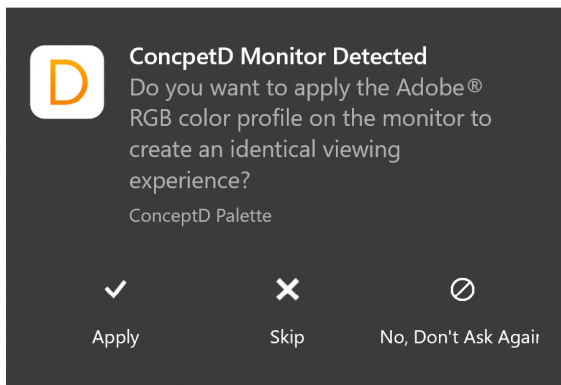 D
ConcpetD Monitor Detected
Do you want to apply the Adobe®
RGB color profile on the monitor to
create an identical viewing
experience?
ConceptD Palette
Apply Skip No, Don't Ask Agair